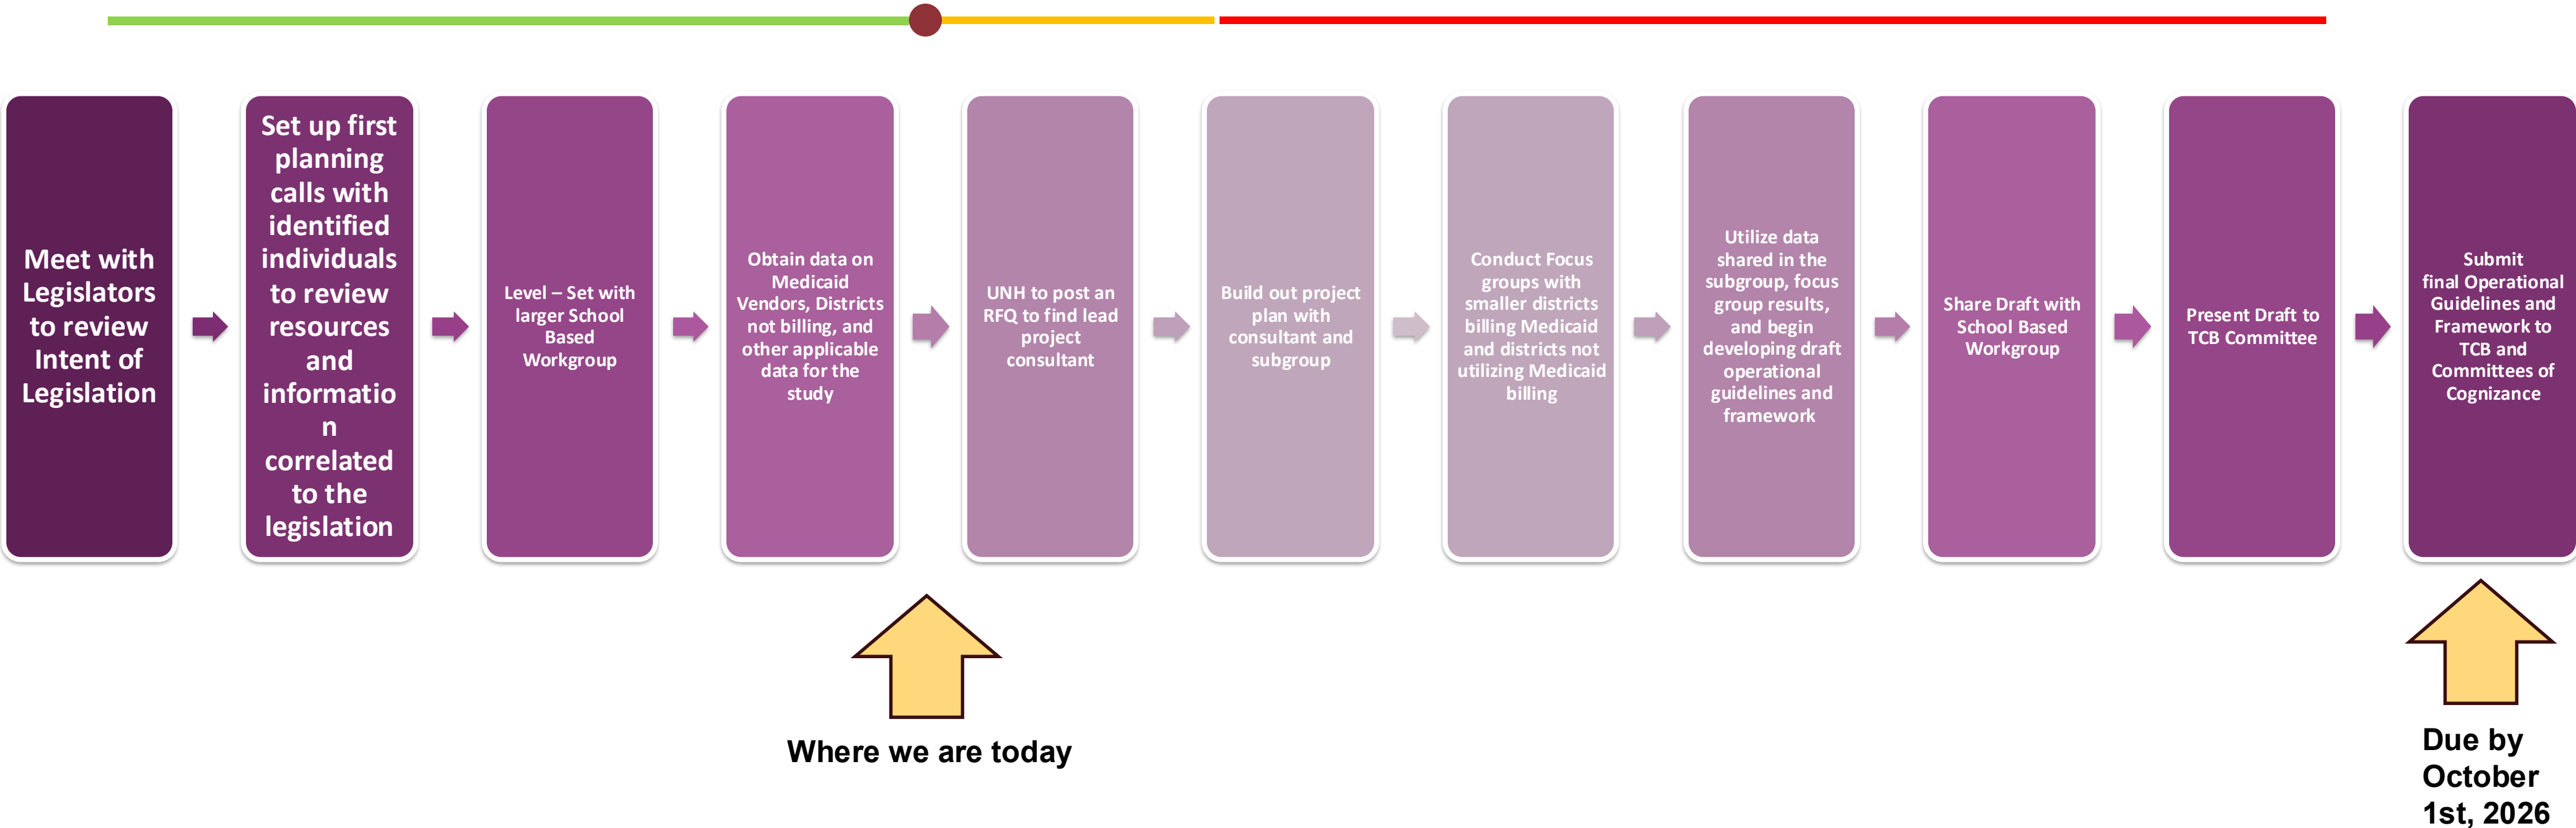 Meet with
Legislators
to review
Intent of
Legislation
Set up first
planning
calls with
identified
individuals
to review
resources
and
informatio
n
correlated
to the
legislation
Level – Set with
larger School
Based
Workgroup
Obtain data on
Medicaid
Vendors, Districts
not billing, and
other applicable
data for the
study
UNH to post an
RFQ to find lead
project
consultant
Build out project
plan with
consultant and
subgroup
Conduct Focus
groups with
smaller districts
billing Medicaid
and districts not
utilizing Medicaid
billing
Utilize data
shared in the
subgroup, focus
group results,
and begin
developing draft
operational
guidelines and
framework
Share Draft with
School Based
Workgroup
Present Draft to
TCB Committee
Submit
final Operational
Guidelines and
Framework to
TCB and
Committees of
Cognizance
Where we are today
Due by
October
1st, 2026